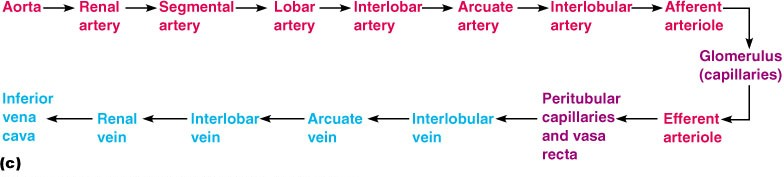 Aorta Renal Segmental Lobar Interlobar Arcuate Interlobular Afferent
artery artery artery artery artery artery arteriole
Glomerulus
(capillaries)
Inferior
vena
cava
Renal
vein
Interlobar
vein
Arcuate
vein
Interlobular
vein
Peritubular
capillaries
and vasa
recta
Efferent
arteriole
(c)